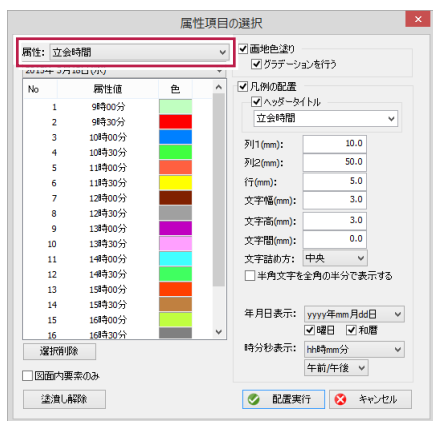 属性項目の選択
属性: 立会時間
2015年 3月18日(水)
No 属性値 色
1 9時00分
2 9時30分
3 10時00分
4 10時30分
5 11時00分
6 11時30分
7 12時00分
8 12時30分
9 13時00分
10 13時30分
11 14時00分
12 14時30分
13 15時00分
14 15時30分
15 16時00分
16 16時30分
選択削除
図面内要素のみ
塗潰し解除
画地色塗り
グラデーションを行う
凡例の配置
ヘッダータイトル
立会時間
列1(mm): 10.0
列2(mm): 50.0
行(mm): 5.0
文字幅(mm): 3.0
文字高(mm): 3.0
文字間(mm): 0.0
文字詰め方: 中央
半角文字を全角の半分で表示する
年月日表示: yyyy年mm月dd日
曜日 和暦
時分秒表示: hh時mm分
午前/午後
配置実行 キャンセル